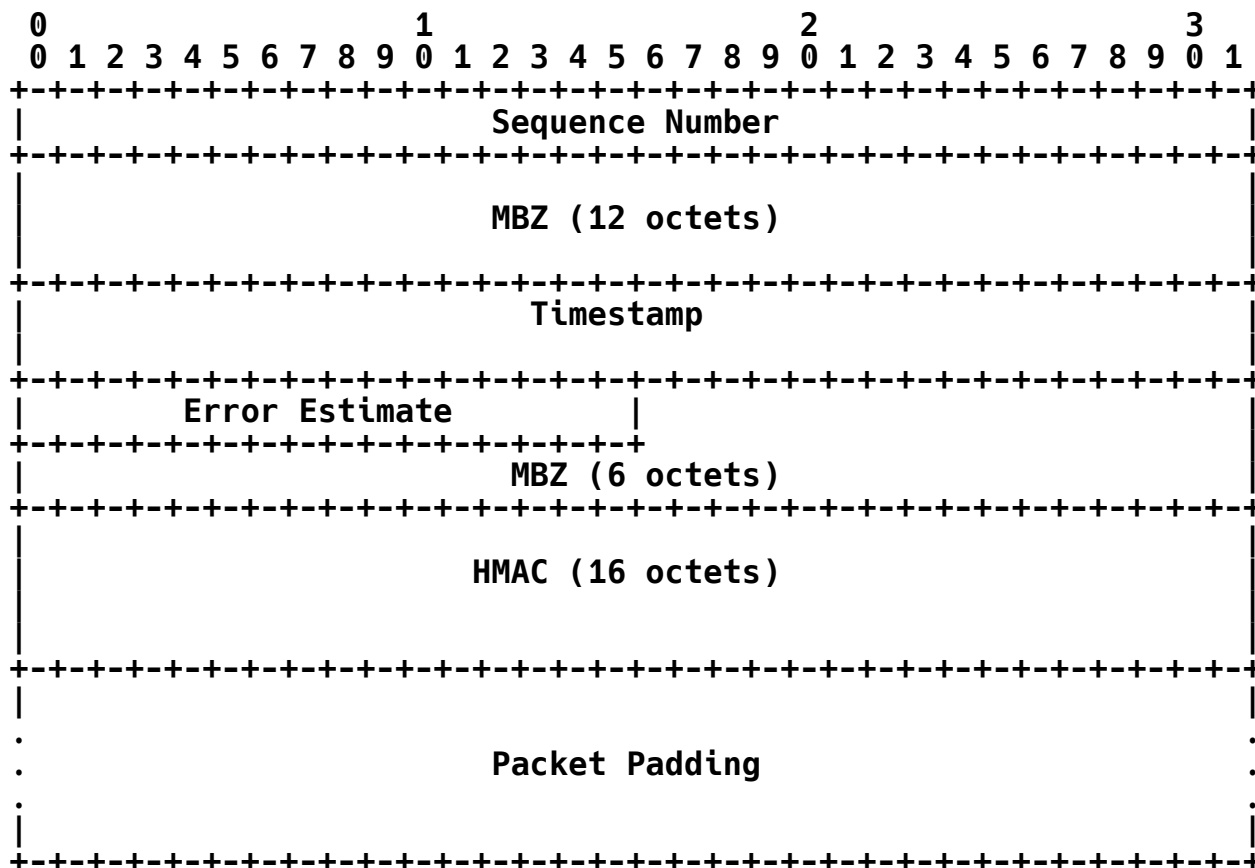 0 1 2 3
0 1 2 3 4 5 6 7 8 9 0 1 2 3 4 5 6 7 8 9 0 1 2 3 4 5 6 7 8 9 0 1
+-+-+-+-+-+-+-+-+-+-+-+-+-+-+-+-+-+-+-+-+-+-+-+-+-+-+-+-+-+-+-+-+
| Sequence Number |
+-+-+-+-+-+-+-+-+-+-+-+-+-+-+-+-+-+-+-+-+-+-+-+-+-+-+-+-+-+-+-+-+
| |
| MBZ (12 octets) |
| |
+-+-+-+-+-+-+-+-+-+-+-+-+-+-+-+-+-+-+-+-+-+-+-+-+-+-+-+-+-+-+-+-+
| Timestamp |
| |
+-+-+-+-+-+-+-+-+-+-+-+-+-+-+-+-+-+-+-+-+-+-+-+-+-+-+-+-+-+-+-+-+
| Error Estimate | |
+-+-+-+-+-+-+-+-+-+-+-+-+-+-+-+-+ |
| MBZ (6 octets) |
+-+-+-+-+-+-+-+-+-+-+-+-+-+-+-+-+-+-+-+-+-+-+-+-+-+-+-+-+-+-+-+-+
| |
| HMAC (16 octets) |
| |
| |
+-+-+-+-+-+-+-+-+-+-+-+-+-+-+-+-+-+-+-+-+-+-+-+-+-+-+-+-+-+-+-+-+
| |
. .
. Packet Padding .
. .
| |
+-+-+-+-+-+-+-+-+-+-+-+-+-+-+-+-+-+-+-+-+-+-+-+-+-+-+-+-+-+-+-+-+